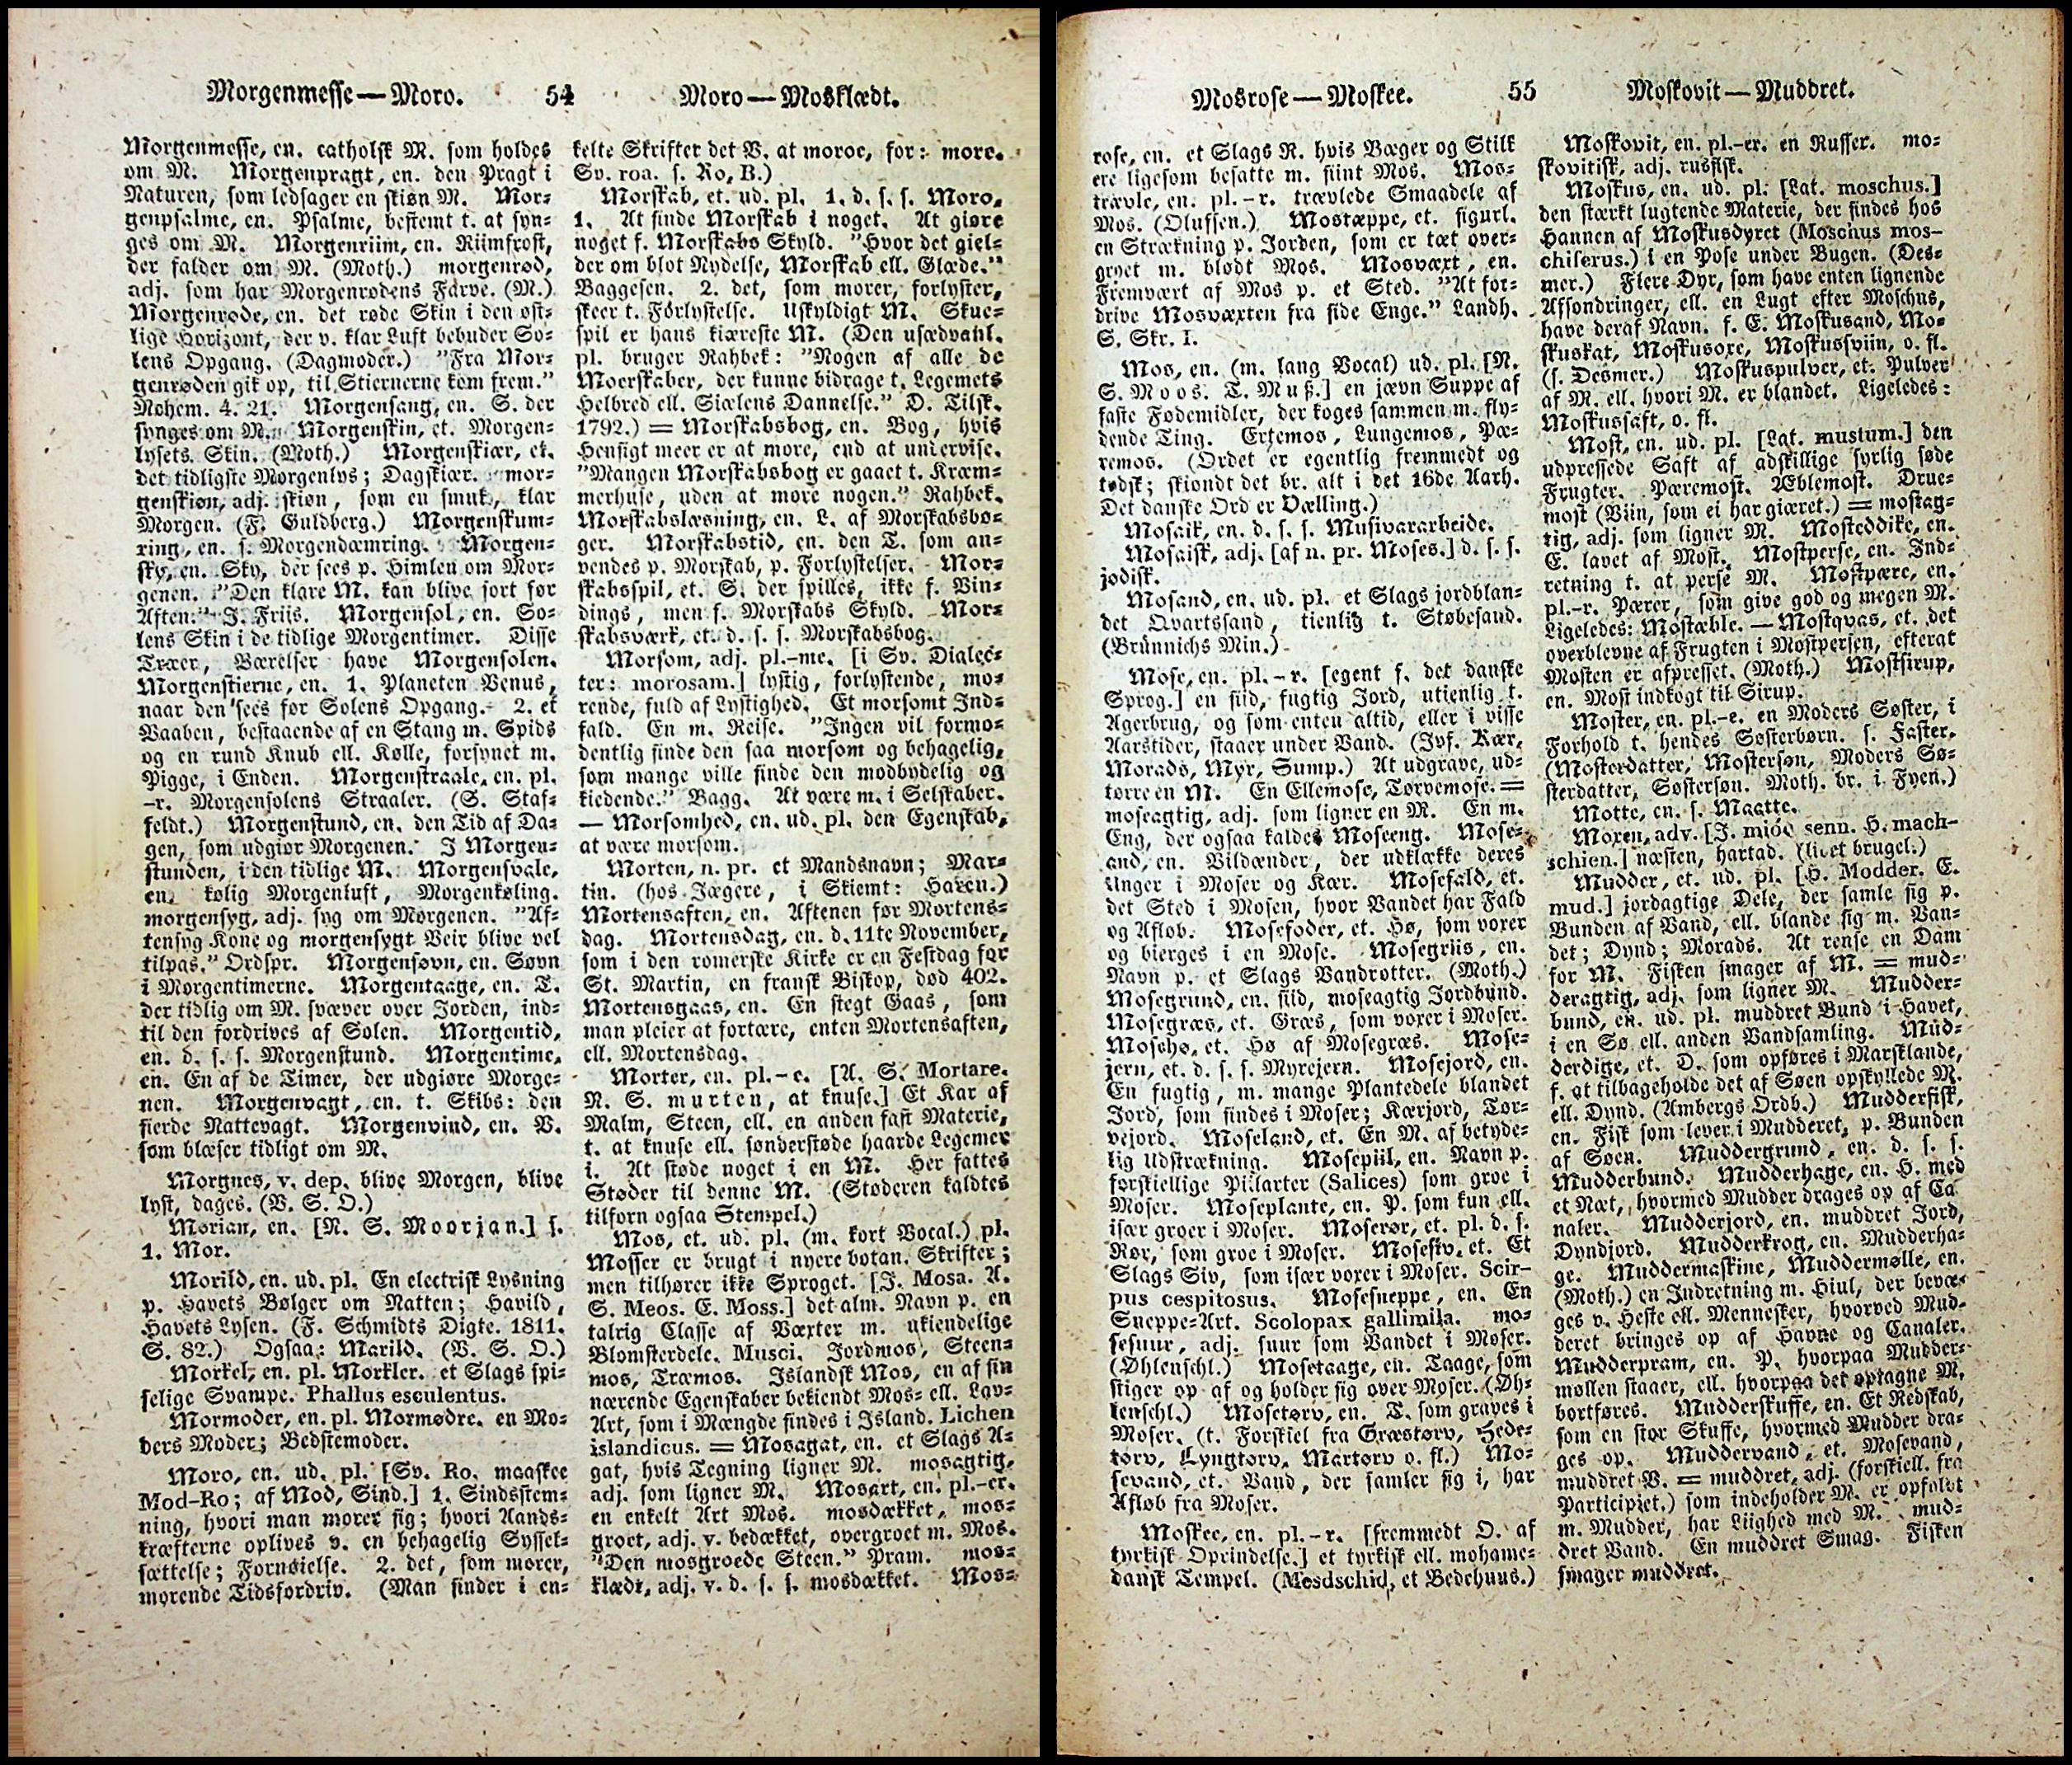 Morgenmesse — Moro.
54
Moro — Mosklædt.
Morgenmesse, en. catholsk M. som holdes
om M. Morgenpragt, en. den Pragt i
Naturen, som ledsager en skiøn M. Mor-
genpsalme, en. Psalme, bestemt t. at syn-
ges om M. Morgenriim, en. Riimfrost,
der falder om M. (Moth.) morgenrød,
adj. som har Morgenrødens Farve. (M.)
Morgenrøde, en. det røde Skin i den øst-
lige Horizont, der v. klar Luft bebuder So-
lens Opgang. (Dagmoder.) "Fra Mor-
genrøden gik op, til Stiernerne kom frem."
Nehem. 4. 21. Morgensang, en. S. der
synges om M. Morgenskin, et. Morgen-
lysets Skin. (Moth.) Morgenskiær, et.
det tidligste Morgenlys; Dagskiær. mor-
genskiøn, adj. skiøn, som en smuk, klar
Morgen. (F. Guldberg.) Morgenskum-
ring, en. s. Morgendæmring. Morgen-
sky, en. Sky, der sees p. Himlen om Mor-
genen. "Den klare M. kan blive sort før
Aften." J. Friis. Morgensol, en. So-
lens Skin i de tidlige Morgentimer. Disse
Træer, Værelser have Morgensolen.
Morgenstierne, en. 1. Planeten Venus,
naar den sees før Solens Opgang. 2. et
Vaaben, bestaaende af en Stang m. Spids
og en rund Knub ell. Kølle, forsynet m.
Pigge, i Enden. Morgenstraale, en. pl.
-r. Morgensolens Straaler. (S. Staf-
feldt.) Morgenstund, en. den Tid af Da-
gen, som udgiør Morgenen. I Morgen-
stunden, i den tidlige M. Morgensvale,
en. kølig Morgenluft, Morgenkøling.
morgensyg, adj. syg om Morgenen. "Af-
tensyg Kone og morgensygt Veir blive vel
tilpas." Ordspr. Morgensøvn, en. Søvn
i Morgentimerne. Morgentaage, en. T.
der tidlig om M. svæver over Jorden, ind-
til den fordrives af Solen. Morgentid,
en. d. s. s. Morgenstund. Morgentime,
en. En af de Timer, der udgiøre Morge-
nen. Morgenvagt, en. t. Skibs: den
fierde Nattevagt. Morgenvind, en. V.
som blæser tidligt om M.
Morgnes, v. dep. blive Morgen, blive
lyst, dages. (V. S. O.)
Morian, en. [N. S. Moorjan.] s.
1. Mor.
Morild, en. ud. pl. En electrisk Lysning
p. Havets Bølger om Natten; Havild,
Havets Lysen. (F. Schmidts Digte. 1811.
S. 82.) Ogsaa: Marild. (V. S. O.)
Morkel, en. pl. Morkler. et Slags spi-
selige Svampe. Phallus esculentus.
Mormoder, en. pl. Mormødre. en Mo-
ders Moder; Bedstemoder.
Moro, en. ud. pl. [Sv. Ro. maaskee
Mod-Ro; af Mod, Sind.] 1. Sindsstem-
ning, hvori man morer sig; hvori Aands-
kræfterne oplives v. en behagelig Syssel-
sættelse; Fornøielse. 2. det, som morer,
morende Tidsfordriv. (Man finder i en-
kelte Skrifter det V. at moroe, for: more.
Sv. roa. s. Ro, B.)
Morskab, et. ud. pl. 1. d. s. s. Moro,
1. At finde Morskab i noget. At giøre
noget f. Morskabs Skyld. "Hvor det giel-
der om blot Nydelse, Morskab ell. Glæde."
Baggesen. 2. det, som morer, forlyster,
skeer t. Forlystelse. Uskyldigt M. Skue-
spil er hans kiæreste M. (Den usædvanl.
pl. bruger Rahbek: "Nogen af alle de
Moerskaber, der kunne bidrage t. Legemets
Helbred ell. Siælens Dannelse." D. Tilsk.
1792.) = Morskabsbog, en. Bog, hvis
Hensigt meer er at more, end at untervise.
"Mangen Morskabsbog er gaaet t. Kræm-
merhuse, uden at more nogen." Rahbek.
Morskabslæsning, en. L. af Morskabsbø-
ger. Morskabstid, en. den T. som an-
vendes p. Morskab, p. Forlystelser. Mor-
skabsspil, et. S. der spilles, ikke f. Vin-
dings, men f. Morskabs Skyld. Mor-
skabsværk, et. d. s. s. Morskabsbog.
Morsom, adj. pl.-me. [i Sv. Dialec-
ter: morosam.] lystig, forlystende, mo-
rende, fuld af Lystighed. Et morsomt Ind-
fald. En m. Reise. "Ingen vil formo-
dentlig finde den saa morsom og behagelig,
som mange ville finde den modbydelig og
kiedende." Bagg. At være m. i Selskaber.
— Morsomhed, en. ud. pl. den Egenskab,
at være morsom.
Morten, n. pr. et Mandsnavn; Mar-
tin. (hos Jægere, i Skiemt: Haren.)
Mortensaften, en. Aftenen før Mortens-
dag. Mortensdag, en. d. 11te November,
som i den romerske Kirke er en Festdag for
St. Martin, en fransk Biskop, død 402.
Mortensgaas, en. En stegt Gaas, som
man pleier at fortære, enten Mortensaften,
ell. Mortensdag.
Morter, en. pl.-e. [A. S. Mortare.
N. S. murten, at knuse.] Et Kar af
Malm, Steen, ell. en anden fast Materie,
t. at knuse ell. sønderstøde haarde Legemer
i. At støde noget i en M. Her fattes
Støder til denne M. (Støderen kaldtes
tilforn ogsaa Stempel.)
Mos, et. ud. pl. (m. kort Vocal.) pl.
Mosser er brugt i nyere botan. Skrifter;
men tilhører ikke Sproget. [J. Mosa. A.
S. Meos. E. Moss.] det alm. Navn p. en
talrig Classe af Væxter m. ukiendelige
Blomsterdele. Musci. Jordmos, Steen-
mos, Træmos. Islandsk Mos, en af sin
nærende Egenskaber bekiendt Mos- ell. Lav-
Art, som i Mængde findes i Island. Lichen
islandicus. = Mosagat, en. et Slags A-
gat, hvis Tegning ligner M. mosagtig,
adj. som ligner M. Mosart, en. pl.-er.
en enkelt Art Mos. mosdækket, mos-
groet, adj. v. bedækket, overgroet m. Mos.
"Den mosgroede Steen." Pram. mos-
klædt, adj. v. d. s. s. mosdækket. Mos-
Mosrose — Moskee.
55
Moskovit — Muddret.
rose, en. et Slags R. hvis Bæger og Stilk
ere ligesom besatte m. fiint Mos. Mos-
trævle, en. pl.-r. trævlede Smaadele af
Mos. (Olufsen.) Mostæppe, et. figurl.
en Strækning p. Jorden, som er tæt over-
groet m. blødt Mos. Mosvæxt, en.
Fremvæxt af Mos p. et Sted. "At for-
drive Mosvæxten fra side Enge." Landh.
S. Skr. I.
Mos, en. (m. lang Vocal) ud. pl. [N.
S. Moos. T. Muß.] en jævn Suppe af
faste Fødemidler, der koges sammen m. fly-
dende Ting. Ertemos, Lungemos, Pæ-
remos. (Ordet er egentlig fremmedt og
tydsk; skiøndt det br. alt i det 16de Aarh.
Det danske Ord er Vælling.)
Mosaik, en. d. s. s. Musivararbeide.
Mosaisk, adj. [af n. pr. Moses.] d. s. s.
jødisk.
Mosand, en. ud. pl. et Slags jordblan-
det Qvartssand, tienlig t. Støbesand.
(Brünnichs Min.)
Mose, en. pl.-r. [egent f. det danske
Sprog.] en siid, fugtig Jord, utienlig t.
Agerbrug, og som enten altid, eller i visse
Aarstider, staaer under Vand. (Jvf. Kær,
Morads, Myr, Sump.) At udgrave, ud-
tørre en M. En Ellemose, Tørvemose. =
moseagtig, adj. som ligner en M. En m.
Eng, der ogsaa kaldes Moseeng. Mose-
and, en. Vildænder, der udklække deres
Unger i Moser og Kær. Mosefald, et.
det Sted i Mosen, hvor Vandet har Fald
og Afløb. Mosefoder, et. Hø, som voxer
og bierges i en Mose. Mosegriis, en.
Navn p. et Slags Vandrotter. (Moth.)
Mosegrund, en. siid, moseagtig Jordbund.
Mosegræs, et. Græs, som voxer i Moser.
Mosehø, et. Hø af Mosegræs. Mose-
jern, et. d. s. s. Myrejern. Mosejord, en.
En fugtig, m. mange Plantedele blandet
Jord, som findes i Moser; Kærjord, Tør-
vejord. Moseland, et. En M. af betyde-
lig Udstrækning. Mosepiil, en. Navn p.
forskiellige Piilarter (Salices) som groe i
Moser. Moseplante, en. P. som kun ell.
især groer i Moser. Moserør, et. pl. d. s.
Rør, som groe i Moser. Mosesiv, et. Et
Slags Siv, som især voxer i Moser. Scir-
pus cespitosus. Mosesneppe, en. En
Sneppe-Art. Scolopax gallimila. mo-
sesuur, adj. suur som Vandet i Moser.
(Øhlenschl.) Mosetaage, en. Taage, som
stiger op af og holder sig over Moser. (Øh-
lenschl.) Mosetørv, en. T. som graves i
Moser. (t. Forskiel fra Græstørv, Hede-
tørv, Lyngtørv, Martørv o. fl.) Mo-
sevand, et. Vand, der samler sig i, har
Afløb fra Moser.
Moskee, en. pl.-r. [fremmedt O. af
tyrkisk Oprindelse.] et tyrkisk ell. mohame-
dansk Tempel. (Mesdschid, et Bedehuus.)
Moskovit, en. pl.-er. en Russer. mo-
skovitisk, adj. russisk.
Moskus, en. ud. pl. [Lat. moschus.]
den stærkt lugtende Materie, der findes hos
Hannen af Moskusdyret (Moschus mos-
chiferus.) i en Pose under Bugen. (Des-
mer.) Flere Dyr, som have enten lignende
Afsondringer, ell. en Lugt efter Moschus,
have deraf Navn. f. E. Moskusand, Mo-
skuskat, Moskusoxe, Moskussviin, o. fl.
(s. Desmer.) Moskuspulver, et. Pulver
af M. ell. hvori M. er blandet. Ligeledes:
Moskussaft, o. fl.
Most, en. ud. pl. [Lat. mustum.] den
udpressede Saft af adskillige syrlig søde
Frugter. Pæremost. Æblemost. Drue-
most (Viin, som ei har giæret.) = mostag-
tig, adj. som ligner M. Mosteddike, en.
E. lavet af Most. Mostperse, en. Ind-
retning t. at perse M. Mostpære, en.
pl.-r. Pærer, som give god og megen M.
Ligeledes: Mostæble. — Mostqvas, et. det
overblevne af Frugten i Mostpersen, efterat
Mosten er afpresset. (Moth.) Mostsirup,
en. Most indkogt til Sirup.
Moster, en. pl.-e. en Moders Søster, i
Forhold t. hendes Søsterbørn. s. Faster.
(Mosterdatter, Mostersøn, Moders Sø-
sterdatter, Søstersøn. Moth. br. i Fyen.)
Motte, en. s. Maatte.
Moxen, adv. [J. mióc senn. H. mach-
schien.] næsten, hartad. (lidet brugel.)
Mudder, et. ud. pl. [H. Modder. E.
mud.] jordagtige Dele, der samle sig p.
Bunden af Vand, ell. blande sig m. Van-
det; Dynd; Morads. At rense en Dam
for M. Fisken smager af M. = mud-
deragtig, adj. som ligner M. Mudder-
bund, en. ud. pl. muddret Bund i Havet,
i en Sø ell. anden Vandsamling. Mud-
derdige, et. D. som opføres i Marsklande,
f. at tilbageholde det af Søen opskyllede M.
ell. Dynd. (Ambergs Ordb.) Mudderfisk,
en. Fisk som lever i Mudderet, p. Bunden
af Søen. Muddergrund, en. d. s. s.
Mudderbund. Mudderhage, en. H. med
et Næt, hvormed Mudder drages op af Ca-
naler. Mudderjord, en. muddret Jord,
Dyndjord. Mudderkrog, en. Mudderha-
ge. Muddermaskine, Muddermølle, en.
(Moth.) en Indretning m. Hiul, der bevæ-
ges v. Heste ell. Mennesker, hvorved Mud-
deret bringes op af Havne og Canaler.
Mudderpram, en. P. hvorpaa Mudder-
møllen staaer, ell. hvorpaa det optagne M.
bortføres. Mudderskuffe, en. Et Redskab,
som en stor Skuffe, hvormed Mudder dra-
ges op. Muddervand, et. Mosevand,
muddret V. = muddret, adj. (forskiell. fra
Participiet.) som indeholder M. er opfyldt
m. Mudder, har Liighed med M. mud-
dret Vand. En muddret Smag. Fisken
smager muddret.